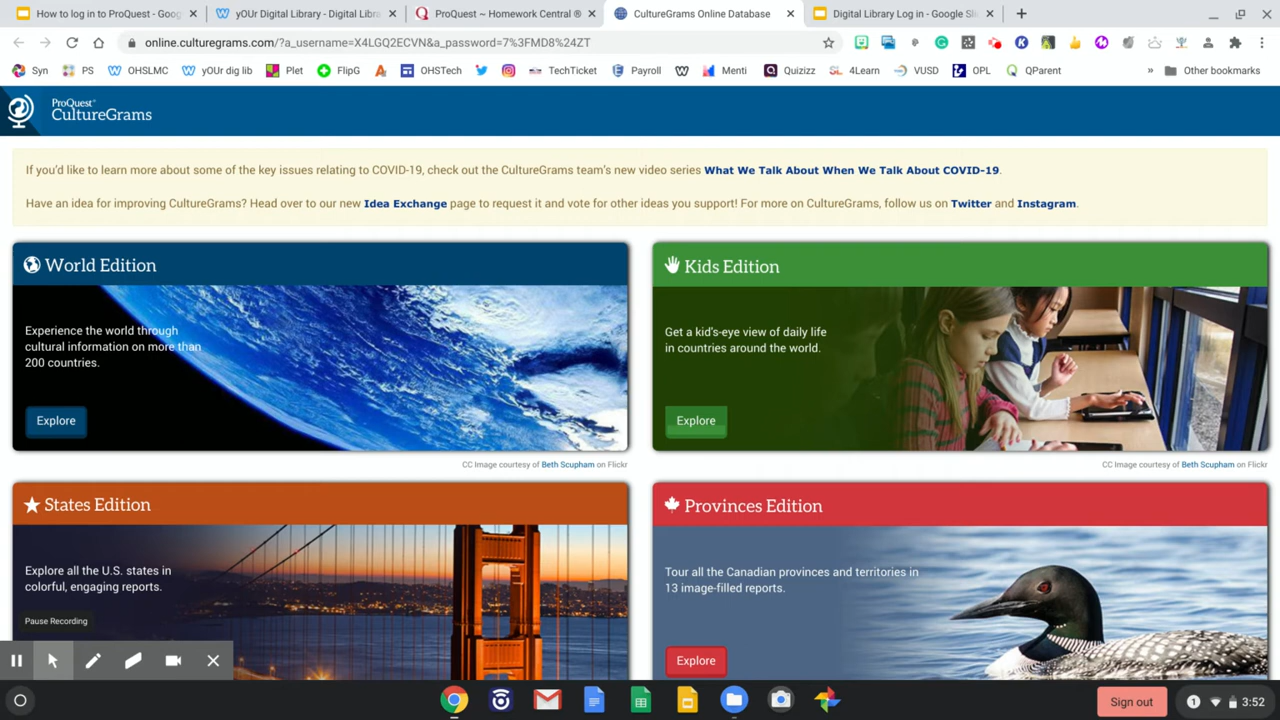 How to log in to ProQuest - Goog
yOUr Digital Library - Digital Libra
ProQuest ~ Homework Central ®
CultureGrams Online Database
Digital Library Log in - Google Sli
online.culturegrams.com/?a_username=X4LGQ2ECVN&a_password=7%3FMD8%24ZT
Syn PS OHSLMC yOUr dig lib Plet FlipG OHSTech TechTicket Payroll Menti Quizizz 4Learn VUSD OPL QParent » Other bookmarks
ProQuest
CultureGrams
If you'd like to learn more about some of the key issues relating to COVID-19, check out the CultureGrams team's new video series What We Talk About When We Talk About COVID-19.
Have an idea for improving CultureGrams? Head over to our new Idea Exchange page to request it and vote for other ideas you support! For more on CultureGrams, follow us on Twitter and Instagram.
World Edition
Experience the world through
cultural information on more than
200 countries.
Explore
CC Image courtesy of Beth Scupham on Flickr
Kids Edition
Get a kid's-eye view of daily life
in countries around the world.
Explore
CC Image courtesy of Beth Scupham on Flickr
States Edition
Explore all the U.S. states in
colorful, engaging reports.
Pause Recording
Provinces Edition
Tour all the Canadian provinces and territories in
13 image-filled reports.
Explore
Sign out
1
3:52